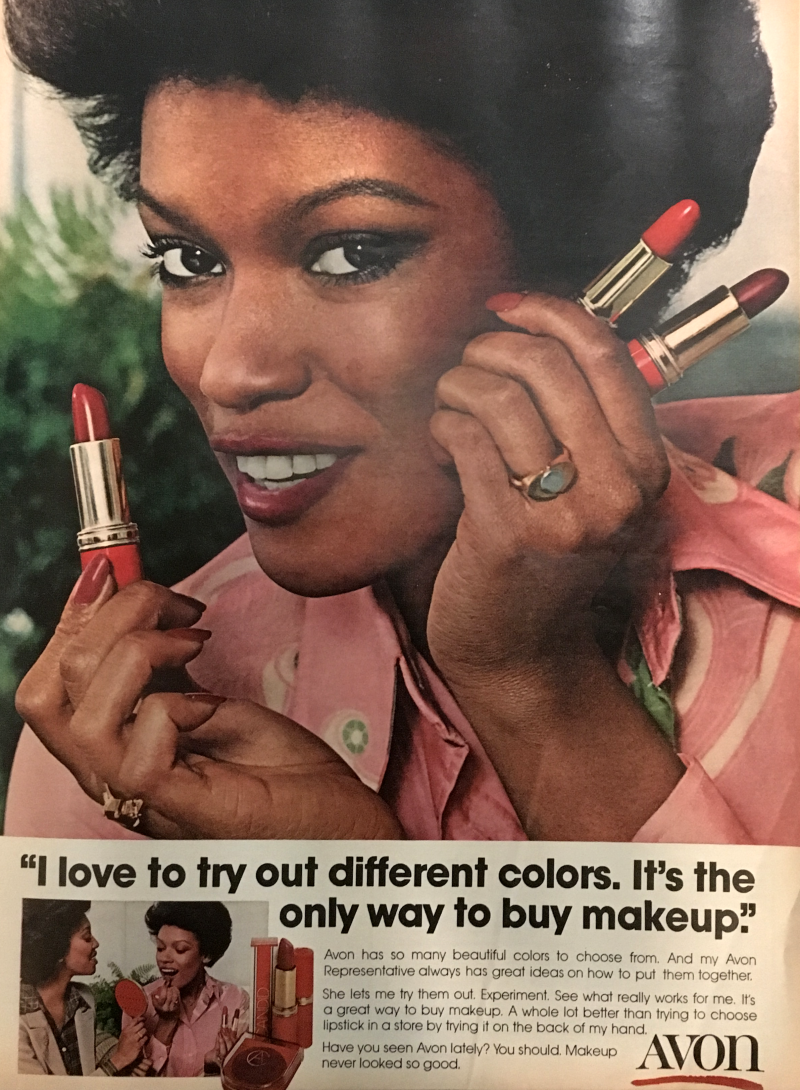 “I love to try out different colors. It’s the
only way to buy makeup.”
Avon has so many beautiful colors to choose from. And my Avon
Representative always has great ideas on how to put them together.
She lets me try them out. Experiment. See what really works for me. It’s
a great way to buy makeup. A whole lot better than trying to choose
lipstick in a store by trying it on the back of my hand.
Have you seen Avon lately? You should. Makeup
never looked so good.
AVON
AVON